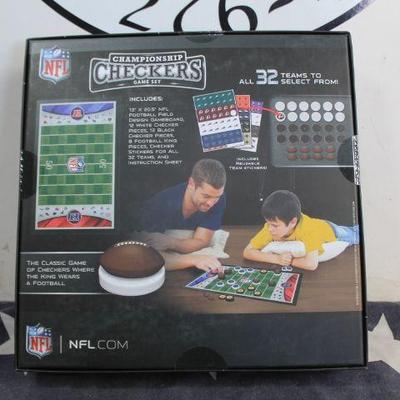 NFL
CHAMPIONSHIP
CHECKERS
GAME SET
ALL 32 TEAMS TO
SELECT FROM!
INCLUDES:
13" X 20.5" NFL
FOOTBALL FIELD
DESIGN GAMEBOARD,
12 WHITE CHECKER
PIECES, 12 BLACK
CHECKER PIECES,
8 FOOTBALL KING
PIECES, CHECKER
STICKERS FOR ALL
32 TEAMS, AND
INSTRUCTION SHEET
INCLUDES
REUSABLE
TEAM STICKERS!
THE CLASSIC GAME
OF CHECKERS WHERE
THE KING WEARS
A FOOTBALL
NFL
NFL.COM